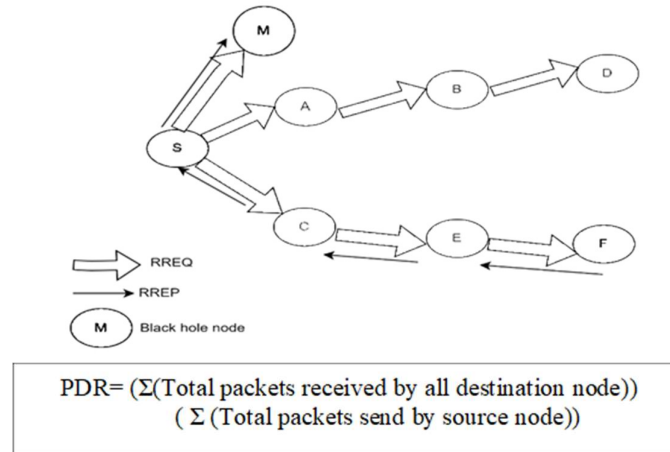 M
D
B
A
S
C
E
F
RREQ
RREP
M
Black hole node
PDR= (Σ(Total packets received by all destination node))
( Σ (Total packets send by source node))